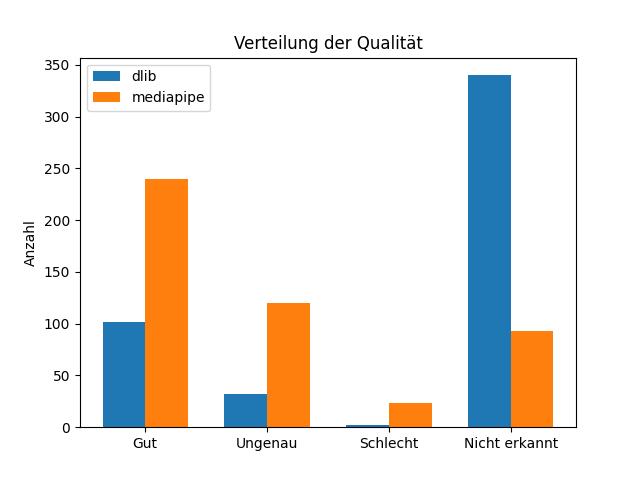 Verteilung der Qualität
dlib
mediapipe
Anzahl
350
300
250
200
150
100
50
0
Gut
Ungenau
Schlecht
Nicht erkannt